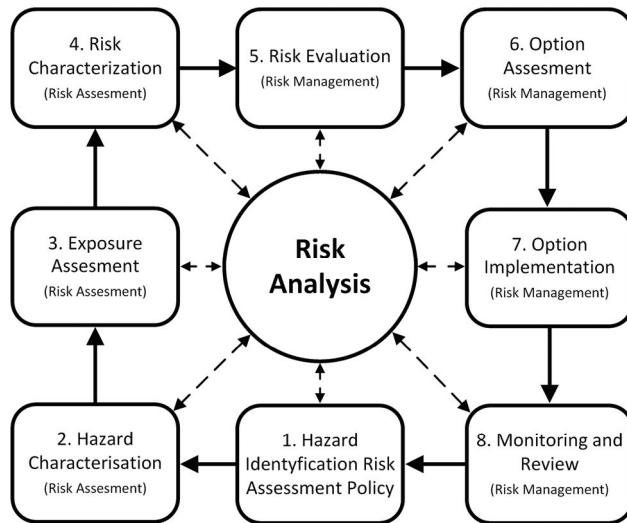 4. Risk
Characterization
(Risk Assesment)
5. Risk Evaluation
(Risk Management)
6. Option
Assesment
(Risk Management)
3. Exposure
Assesment
(Risk Assesment)
Risk
Analysis
7. Option
Implementation
(Risk Management)
2. Hazard
Characterisation
(Risk Assesment)
1. Hazard
Identyfication Risk
Assessment Policy
8. Monitoring and
Review
(Risk Management)